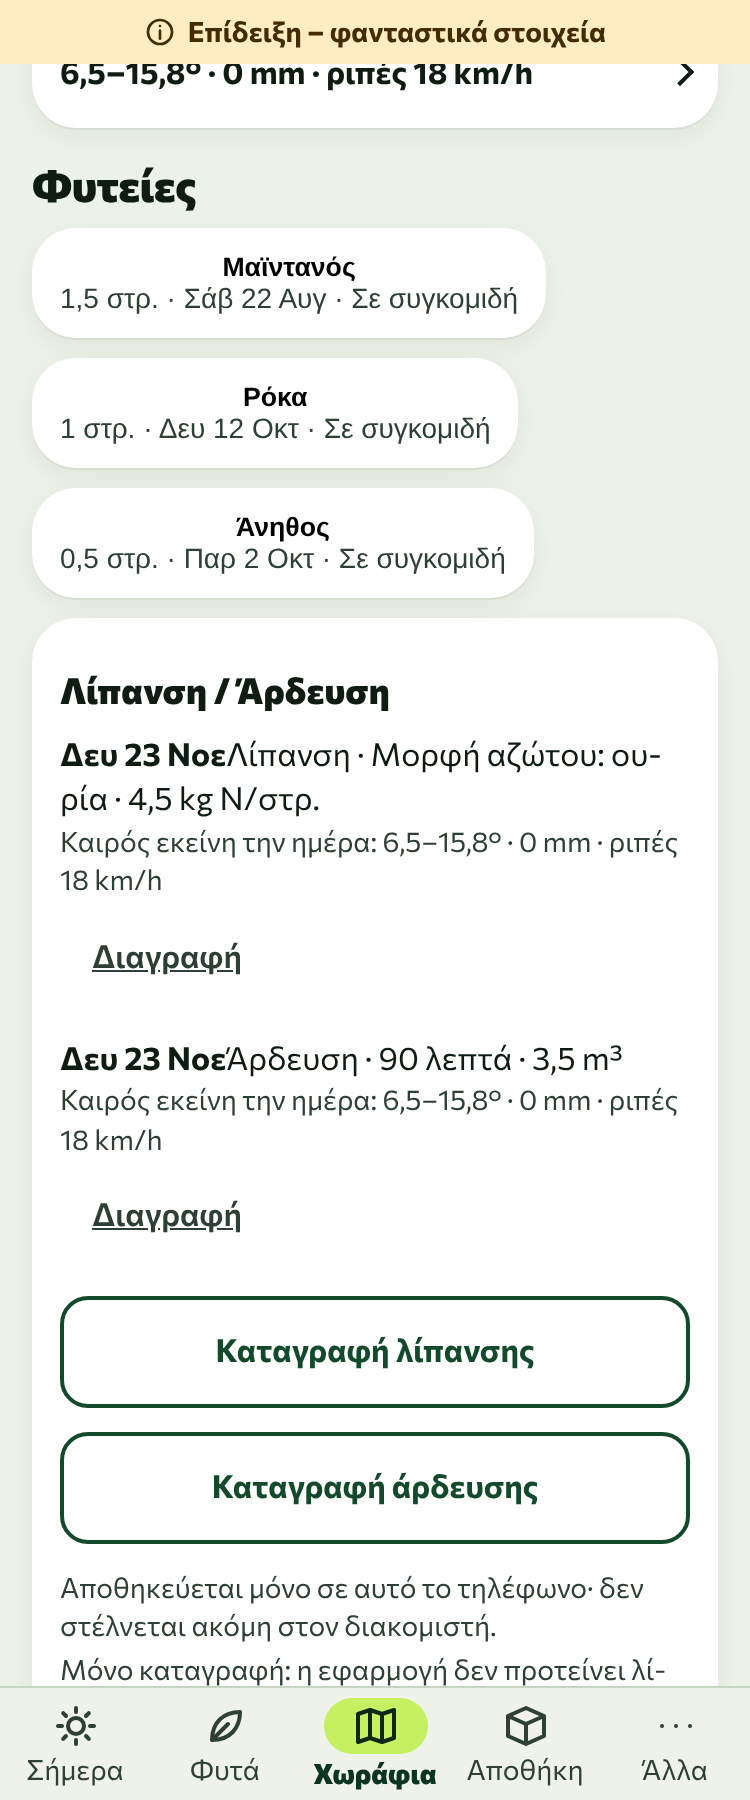 Επίδειξη – φανταστικά στοιχεία
6,5–15,8° · 0 mm · ριπές 18 km/h
Φυτείες
Μαϊντανός
1,5 στρ. · Σάβ 22 Αυγ · Σε συγκομιδή
Ρόκα
1 στρ. · Δευ 12 Οκτ · Σε συγκομιδή
Άνηθος
0,5 στρ. · Παρ 2 Οκτ · Σε συγκομιδή
Λίπανση / Άρδευση
Δευ 23 ΝοεΛίπανση · Μορφή αζώτου: ου-
ρία · 4,5 kg N/στρ.
Καιρός εκείνη την ημέρα: 6,5–15,8° · 0 mm · ριπές
18 km/h
Διαγραφή
Δευ 23 ΝοεΆρδευση · 90 λεπτά · 3,5 m³
Καιρός εκείνη την ημέρα: 6,5–15,8° · 0 mm · ριπές
18 km/h
Διαγραφή
Καταγραφή λίπανσης
Καταγραφή άρδευσης
Αποθηκεύεται μόνο σε αυτό το τηλέφωνο· δεν
στέλνεται ακόμη στον διακομιστή.
Μόνο καταγραφή: η εφαρμογή δεν προτείνει λί-
Σήμερα
Φυτά
Χωράφια
Αποθήκη
Άλλα